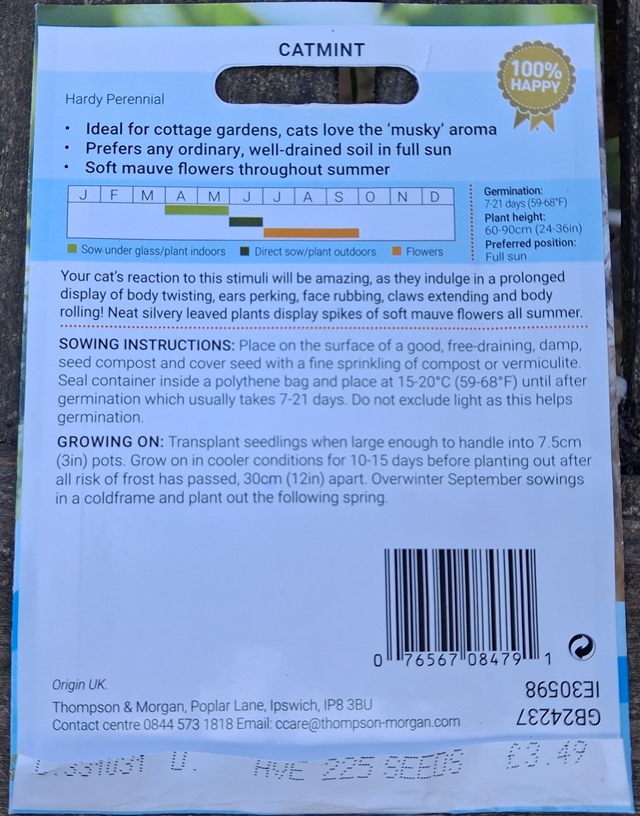 CATMINT
100%
HAPPY
Hardy Perennial
• Ideal for cottage gardens, cats love the ‘musky’ aroma
• Prefers any ordinary, well-drained soil in full sun
• Soft mauve flowers throughout summer
J F M A M J J A S O N D
Sow under glass/plant indoors Direct sow/plant outdoors Flowers
Germination:
7-21 days (59-68°F)
Plant height:
60-90cm (24-36in)
Preferred position:
Full sun
Your cat’s reaction to this stimuli will be amazing, as they indulge in a prolonged
display of body twisting, ears perking, face rubbing, claws extending and body
rolling! Neat silvery leaved plants display spikes of soft mauve flowers all summer.
SOWING INSTRUCTIONS: Place on the surface of a good, free-draining, damp,
seed compost and cover seed with a fine sprinkling of compost or vermiculite.
Seal container inside a polythene bag and place at 15-20°C (59-68°F) until after
germination which usually takes 7-21 days. Do not exclude light as this helps
germination.
GROWING ON: Transplant seedlings when large enough to handle into 7.5cm
(3in) pots. Grow on in cooler conditions for 10-15 days before planting out after
all risk of frost has passed, 30cm (12in) apart. Overwinter September sowings
in a coldframe and plant out the following spring.
0 76567 08479 1
Origin UK.
Thompson & Morgan, Poplar Lane, Ipswich, IP8 3BU
Contact centre 0844 573 1818 Email: ccare@thompson-morgan.com
GB24237
IE30598
AVE 225 SEEDS £3.49